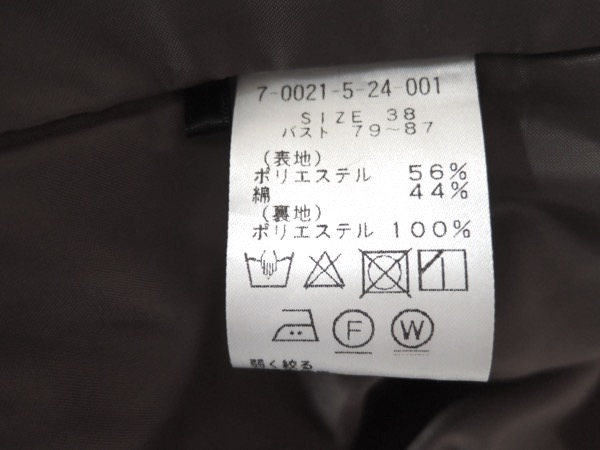 7-0021-5-24-001
SIZE 38
バスト 79~87
(表地)
ポリエステル 56%
綿 44%
(裏地)
ポリエステル 100%
F W
弱く絞る